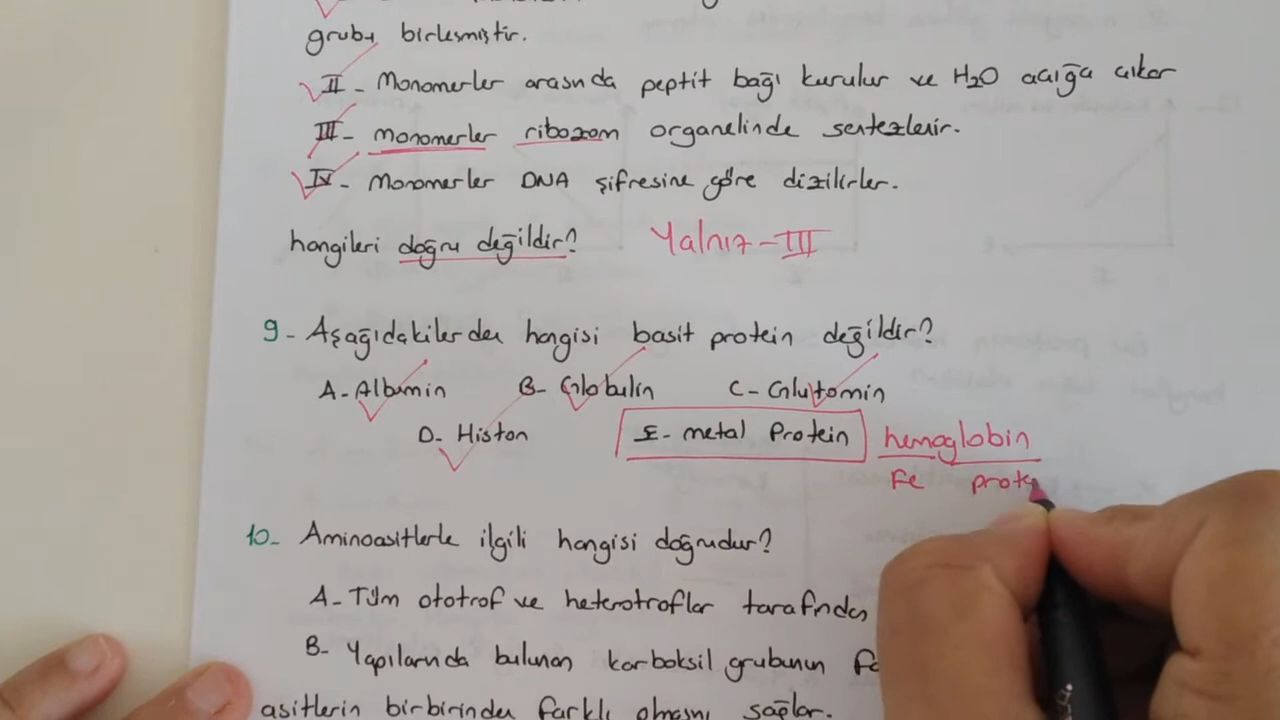 grubu birleşmiştir.
II - Monomerler arasında peptit bağı kurulur ve H2O açığa çıkar
III - monomerler ribozom organelinde sentezlenir.
IV - Monomerler DNA şifresine göre dizilirler.
hangileri doğru değildir? Yalnız - III
9- Aşağıdakilerden hangisi basit protein değildir?
A- Albumin B- Globulin C- Glutomin
D- Histon E- metal Protein hemoglobin
Fe prote
10- Aminoasitlerle ilgili hangisi doğrudur?
A- Tüm ototrof ve heterotroflar tarafından
B- Yapılarında bulunan karboksil grubunun fa
asitlerin birbirinden farklı olmasını sağlar.